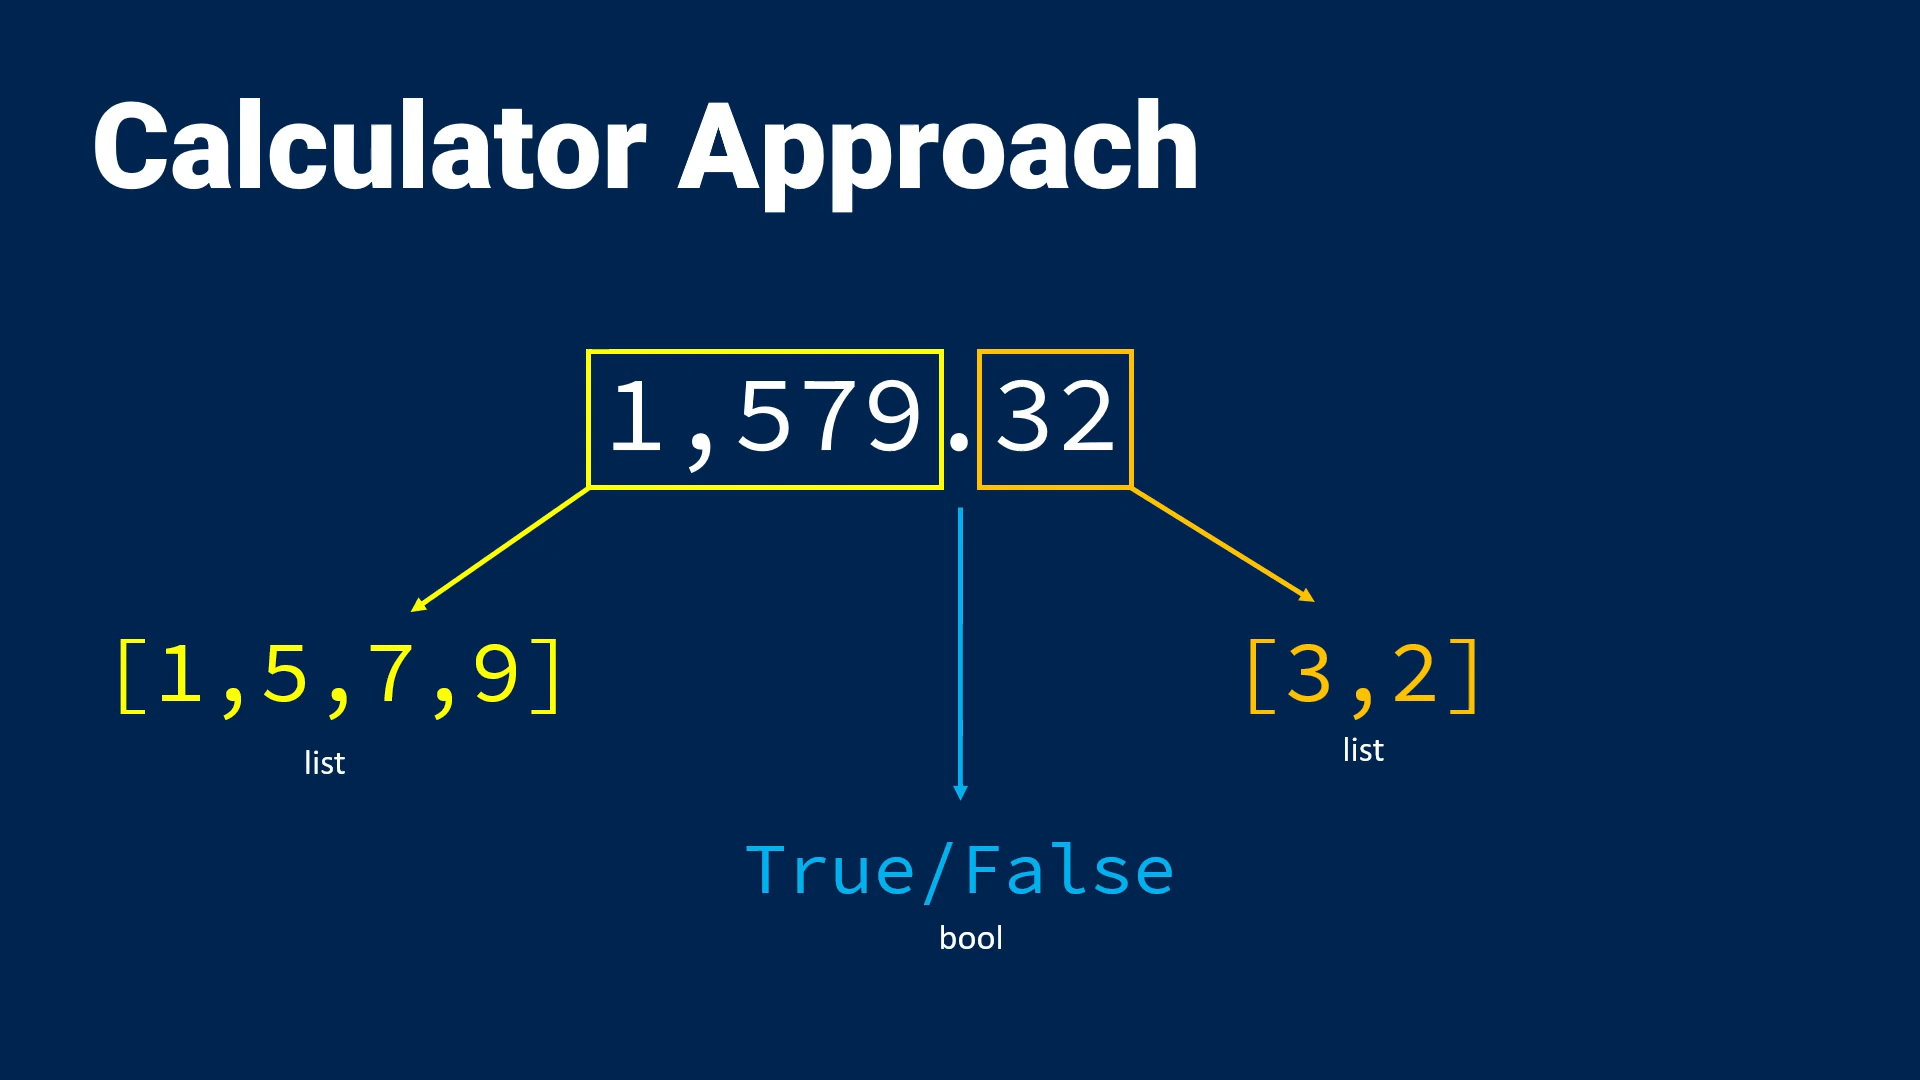 Calculator Approach
1,579.32
[1,5,7,9]
list
[3,2]
list
True/False
bool